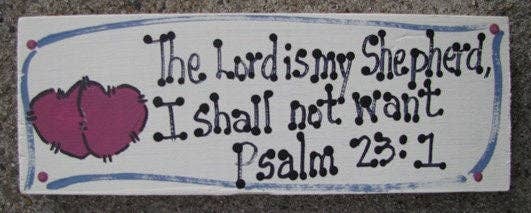 The Lord is my Shepherd,
I shall not want
Psalm 23:1